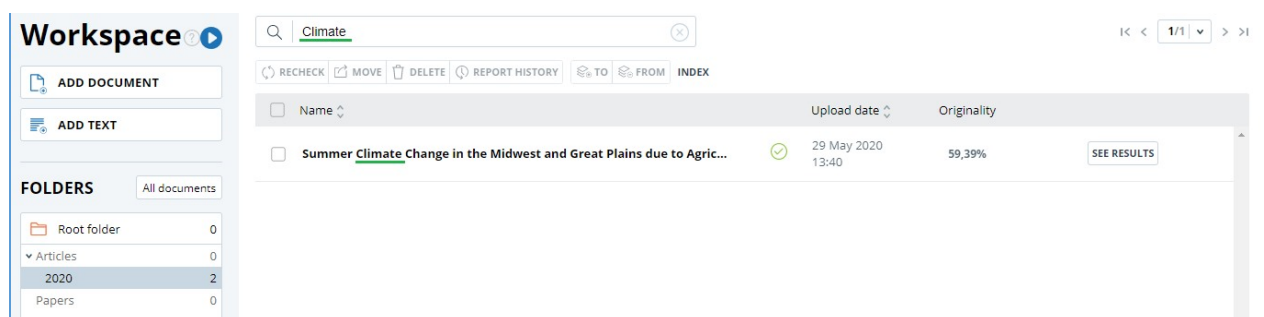 Workspace ?
Climate
1/1
ADD DOCUMENT
ADD TEXT
RECHECK MOVE DELETE REPORT HISTORY TO FROM INDEX
Name Upload date Originality
Summer Climate Change in the Midwest and Great Plains due to Agric... 29 May 2020 59,39% SEE RESULTS
13:40
FOLDERS All documents
Root folder 0
Articles 0
2020 2
Papers 0